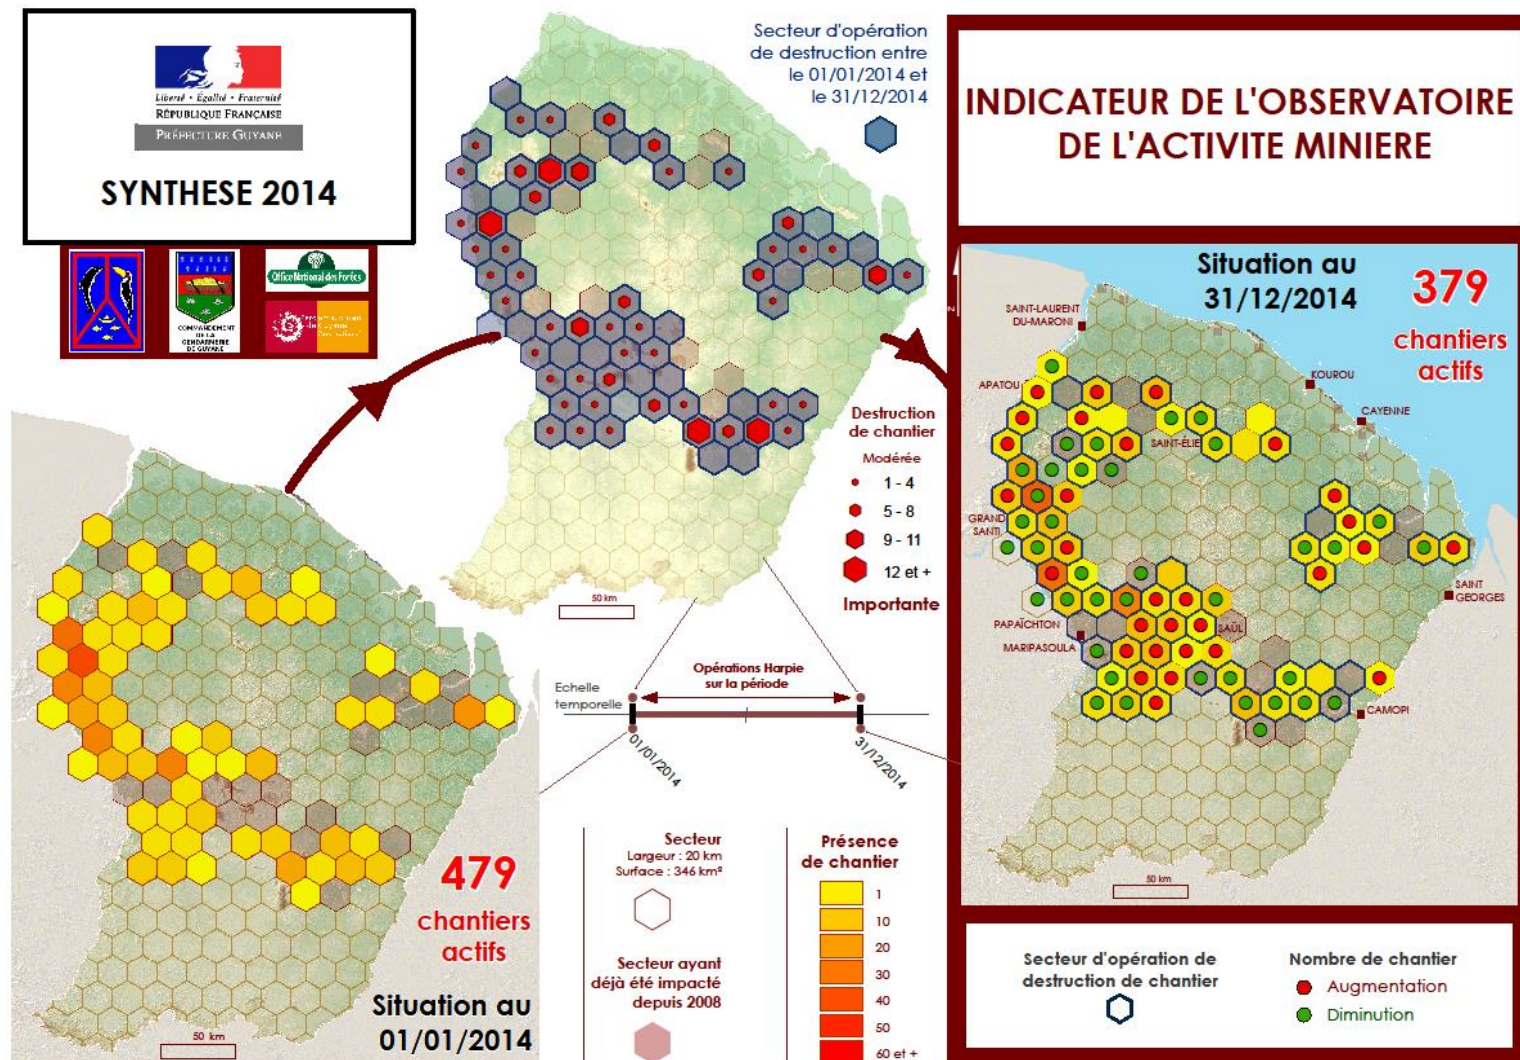 Liberté • Égalité • Fraternité
RÉPUBLIQUE FRANÇAISE
PRÉFECTURE GUYANE
SYNTHESE 2014
COMMANDEMENT
DE LA
GENDARMERIE
DE GUYANE
Office National des Forêts
Secteur d'opération
de destruction entre
le 01/01/2014 et
le 31/12/2014
Destruction
de chantier
Modérée
1 - 4
5 - 8
9 - 11
12 et +
Importante
50 km
INDICATEUR DE L'OBSERVATOIRE
DE L'ACTIVITE MINIERE
Situation au
31/12/2014
379
chantiers
actifs
SAINT-LAURENT
DU-MARONI
APATOU
KOUROU
CAYENNE
SAINT-ÉLIE
GRAND
SANTI
SAINT
GEORGES
PAPAÏCHTON
SAÜL
MARIPASOULA
CAMOPI
50 km
Opérations Harpie
sur la période
Echelle
temporelle
01/01/2014
31/12/2014
479
chantiers
actifs
Situation au
01/01/2014
50 km
Secteur
Largeur : 20 km
Surface : 346 km²
Secteur ayant
déjà été impacté
depuis 2008
Présence
de chantier
1
10
20
30
40
50
60 et +
Secteur d'opération de
destruction de chantier
Nombre de chantier
Augmentation
Diminution